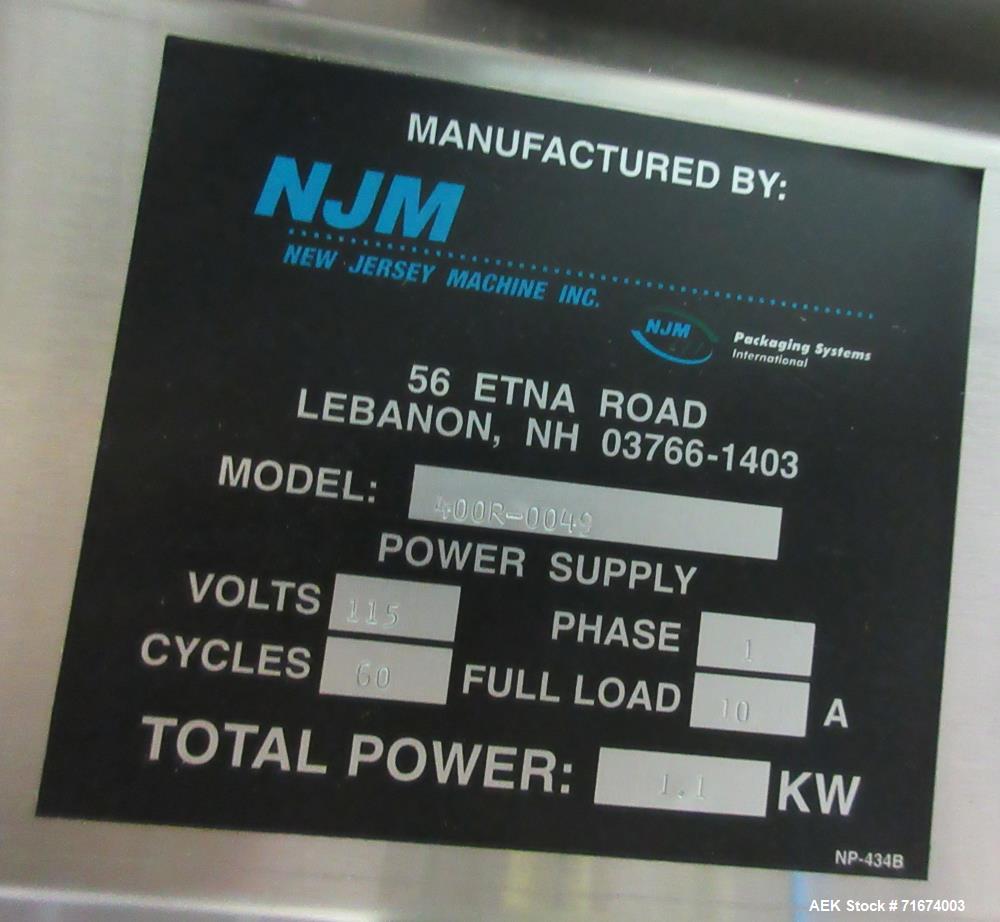 MANUFACTURED BY:
NJM
NEW JERSEY MACHINE INC.
NJM
Packaging Systems
International
56 ETNA ROAD
LEBANON, NH 03766-1403
MODEL: 400R-0049
POWER SUPPLY
VOLTS 115 PHASE 1
CYCLES 60 FULL LOAD 10 A
TOTAL POWER: 1.1 KW
NP-434B
AEK Stock # 71674003